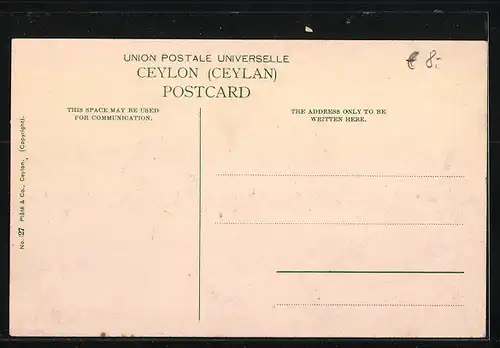 UNION POSTALE UNIVERSELLE
CEYLON (CEYLAN)
POSTCARD
€ 8.-
THIS SPACE MAY BE USED
FOR COMMUNICATION.
THE ADDRESS ONLY TO BE
WRITTEN HERE.
No. 27 Plâté & Co., Ceylon. (Copyright).